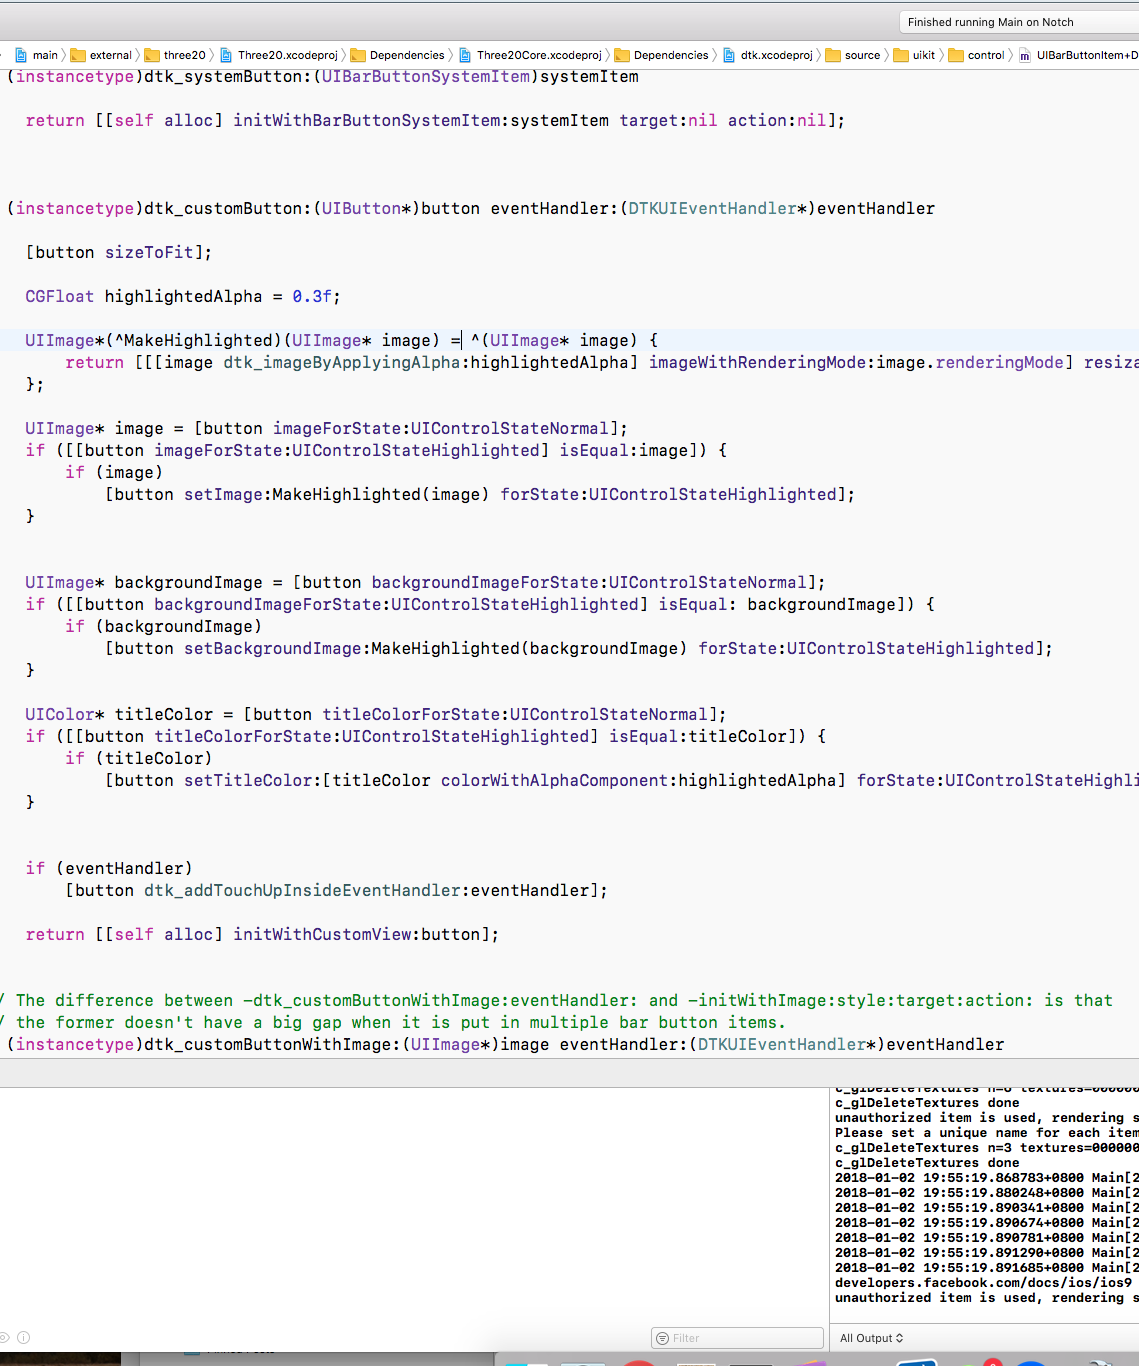 Finished running Main on Notch
main external three20 Three20.xcodeproj Dependencies Three20Core.xcodeproj Dependencies dtk.xcodeproj source uikit control m UIBarButtonItem+D
(instancetype)dtk_systemButton:(UIBarButtonSystemItem)systemItem
return [[self alloc] initWithBarButtonSystemItem:systemItem target:nil action:nil];
(instancetype)dtk_customButton:(UIButton*)button eventHandler:(DTKUIEventHandler*)eventHandler
[button sizeToFit];
CGFloat highlightedAlpha = 0.3f;
UIImage*(^MakeHighlighted)(UIImage* image) = ^(UIImage* image) {
return [[[image dtk_imageByApplyingAlpha:highlightedAlpha] imageWithRenderingMode:image.renderingMode] resiza
};
UIImage* image = [button imageForState:UIControlStateNormal];
if ([[button imageForState:UIControlStateHighlighted] isEqual:image]) {
if (image)
[button setImage:MakeHighlighted(image) forState:UIControlStateHighlighted];
}
UIImage* backgroundImage = [button backgroundImageForState:UIControlStateNormal];
if ([[button backgroundImageForState:UIControlStateHighlighted] isEqual: backgroundImage]) {
if (backgroundImage)
[button setBackgroundImage:MakeHighlighted(backgroundImage) forState:UIControlStateHighlighted];
}
UIColor* titleColor = [button titleColorForState:UIControlStateNormal];
if ([[button titleColorForState:UIControlStateHighlighted] isEqual:titleColor]) {
if (titleColor)
[button setTitleColor:[titleColor colorWithAlphaComponent:highlightedAlpha] forState:UIControlStateHighli
}
if (eventHandler)
[button dtk_addTouchUpInsideEventHandler:eventHandler];
return [[self alloc] initWithCustomView:button];
/ The difference between -dtk_customButtonWithImage:eventHandler: and -initWithImage:style:target:action: is that
/ the former doesn't have a big gap when it is put in multiple bar button items.
(instancetype)dtk_customButtonWithImage:(UIImage*)image eventHandler:(DTKUIEventHandler*)eventHandler
c_glDeleteTextures textures=000000
c_glDeleteTextures done
unauthorized item is used, rendering s
Please set a unique name for each item
c_glDeleteTextures n=3 textures=000000
c_glDeleteTextures done
2018-01-02 19:55:19.868783+0800 Main[2
2018-01-02 19:55:19.880248+0800 Main[2
2018-01-02 19:55:19.890341+0800 Main[2
2018-01-02 19:55:19.890674+0800 Main[2
2018-01-02 19:55:19.890781+0800 Main[2
2018-01-02 19:55:19.891290+0800 Main[2
2018-01-02 19:55:19.891685+0800 Main[2
developers.facebook.com/docs/ios/ios9
unauthorized item is used, rendering s
Filter
All Output